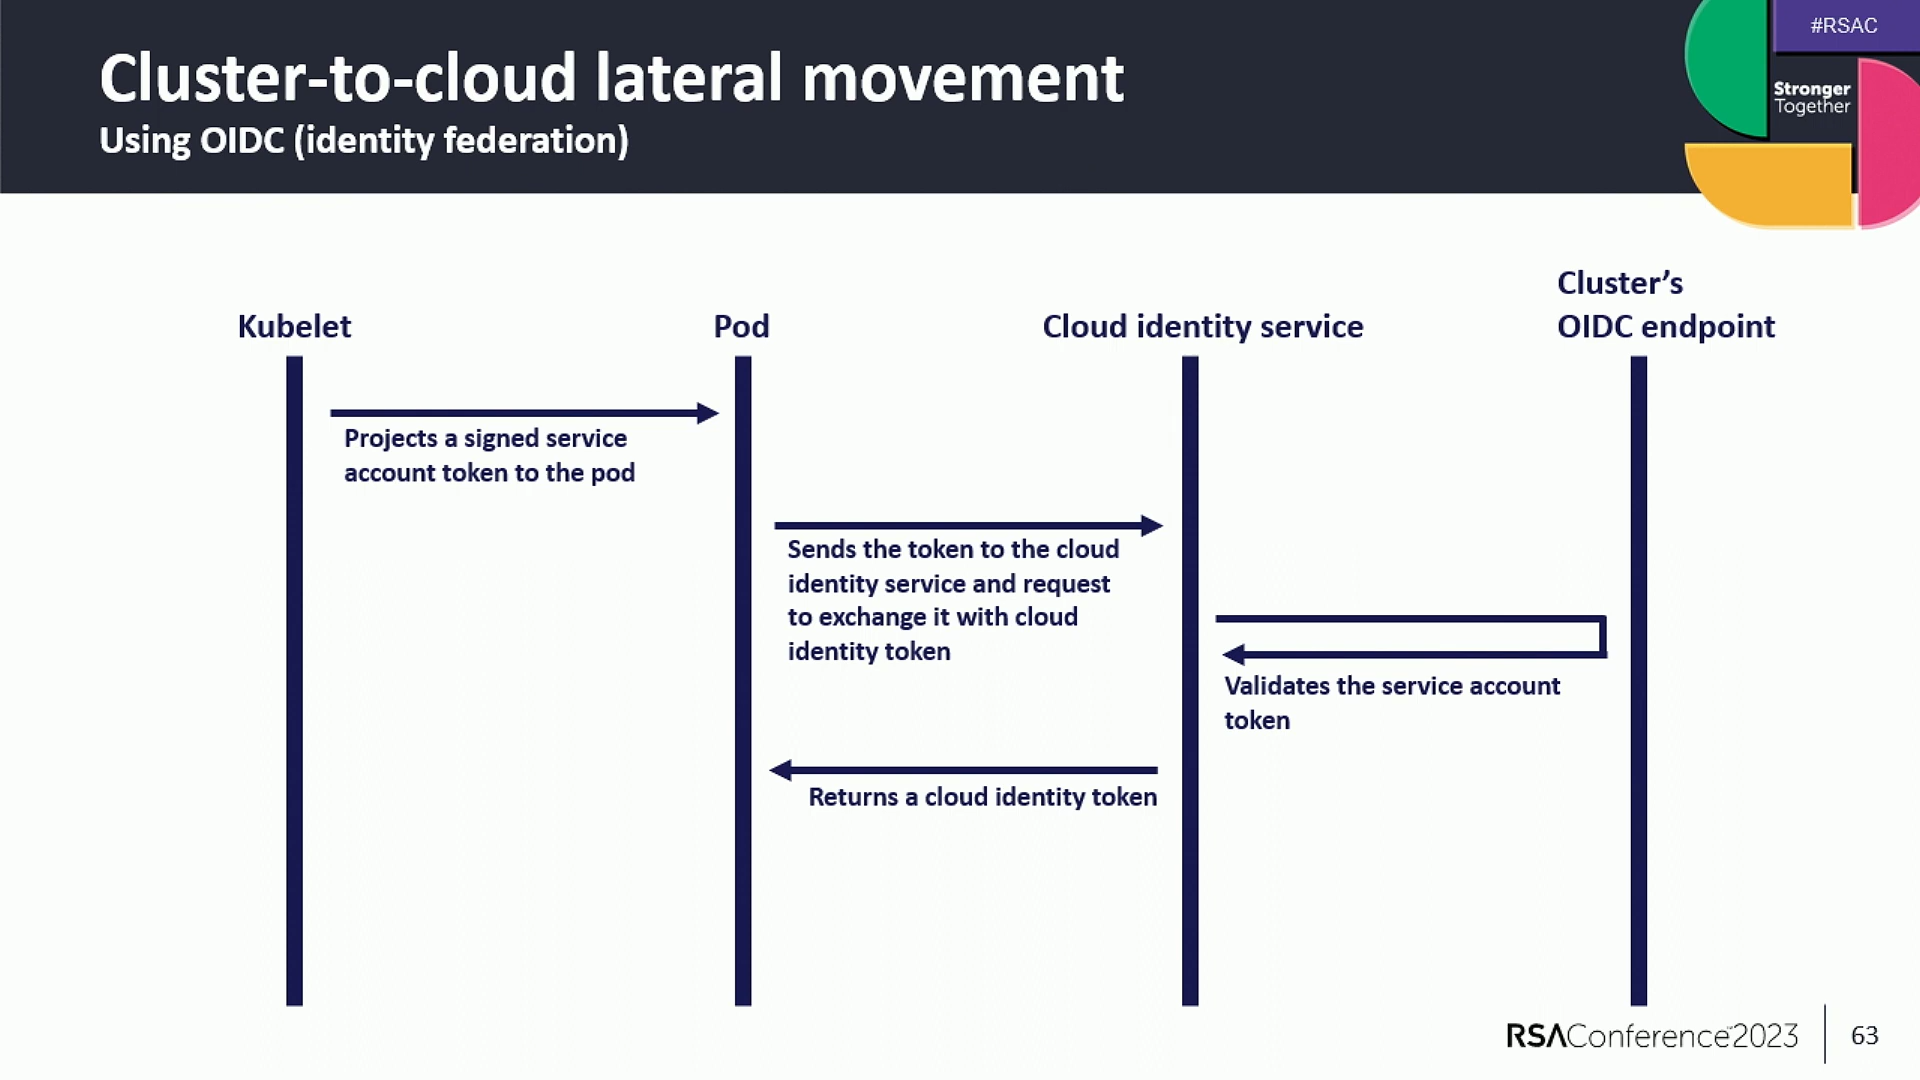 Cluster-to-cloud lateral movement
Using OIDC (identity federation)
#RSAC
Stronger
Together
Kubelet
Pod
Cloud identity service
Cluster’s
OIDC endpoint
Projects a signed service
account token to the pod
Sends the token to the cloud
identity service and request
to exchange it with cloud
identity token
Validates the service account
token
Returns a cloud identity token
RSAConference™2023
63